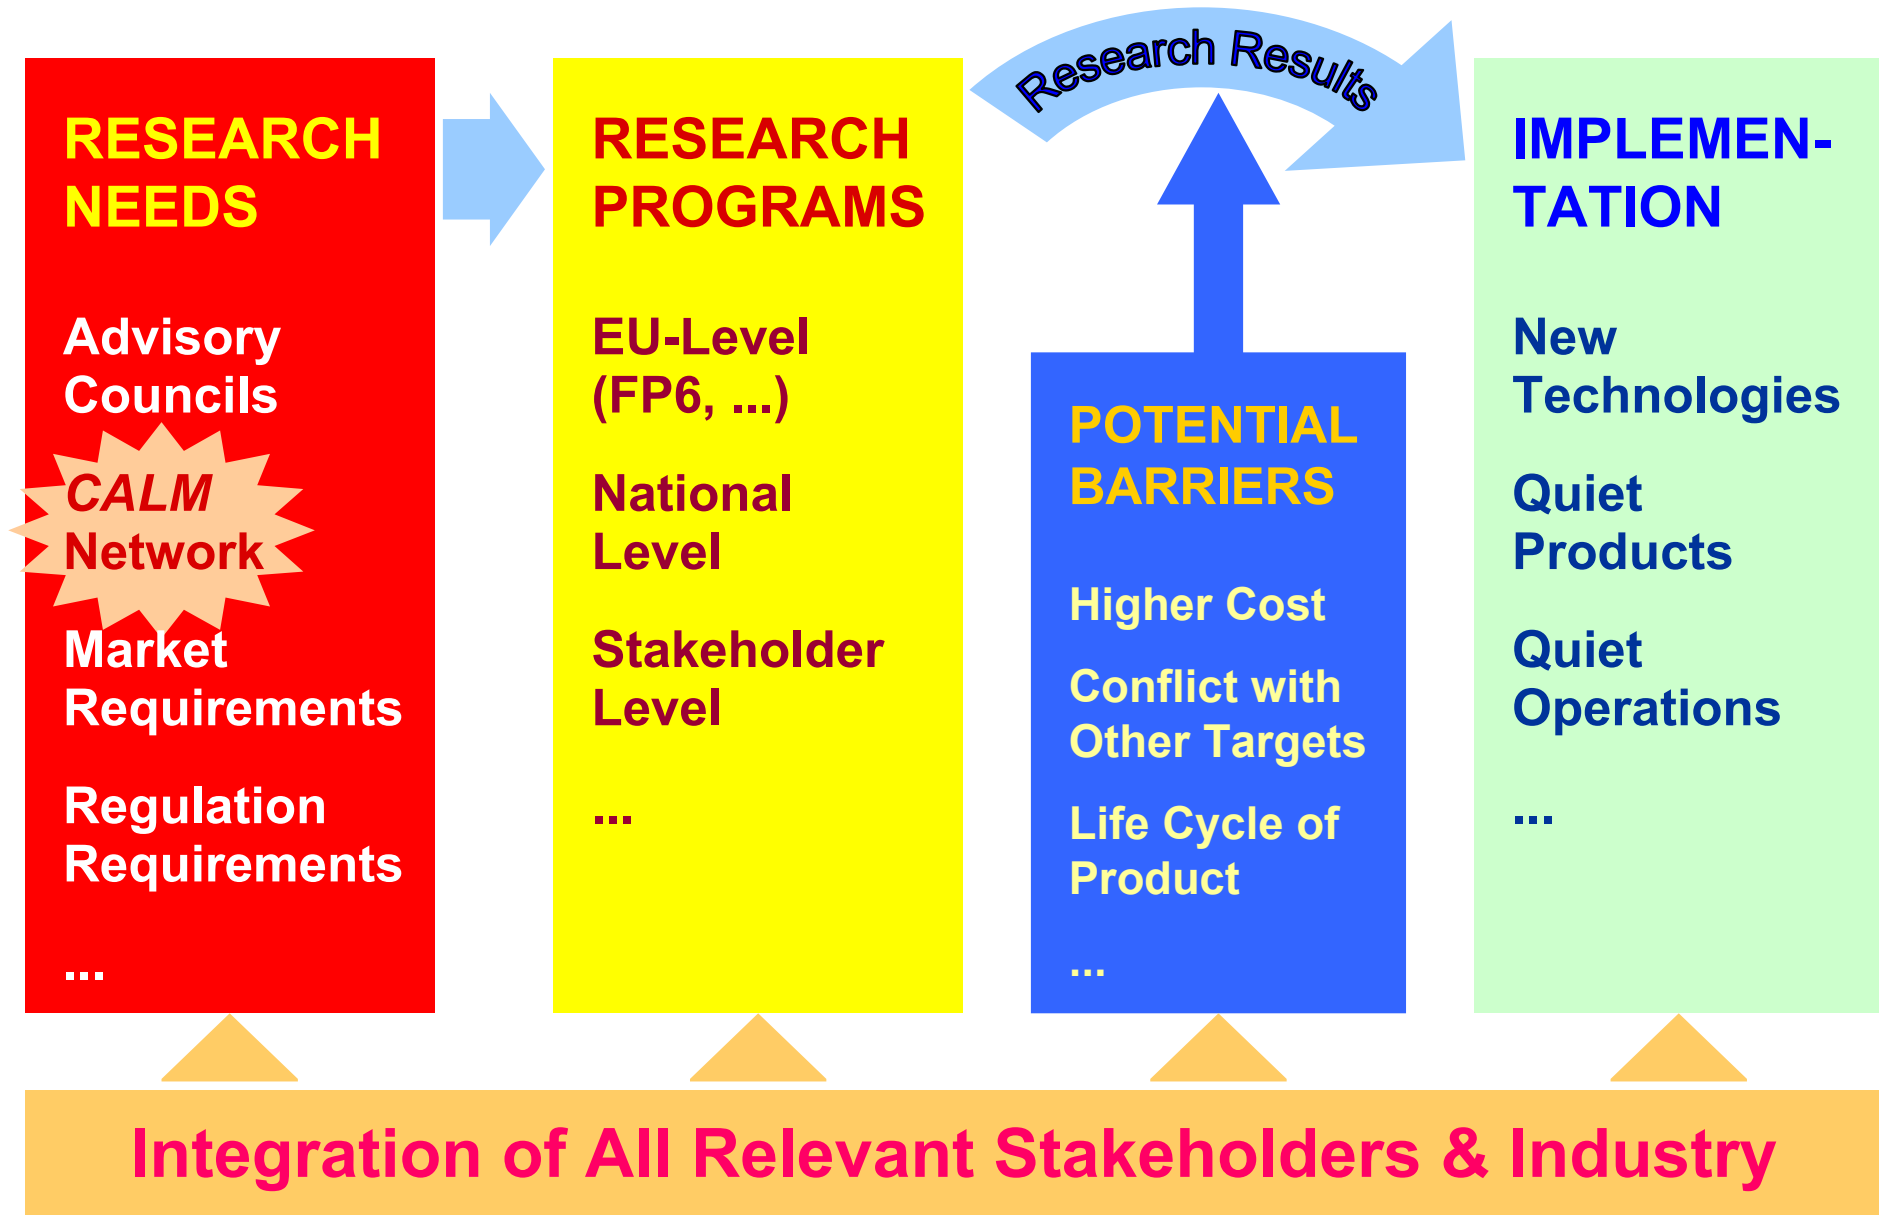 RESEARCH
NEEDS
Advisory
Councils
CALM
Network
Market
Requirements
Regulation
Requirements
...
RESEARCH
PROGRAMS
EU-Level
(FP6, ...)
National
Level
Stakeholder
Level
...
Research Results
POTENTIAL
BARRIERS
Higher Cost
Conflict with
Other Targets
Life Cycle of
Product
...
IMPLEMEN-
TATION
New
Technologies
Quiet
Products
Quiet
Operations
...
Integration of All Relevant Stakeholders & Industry